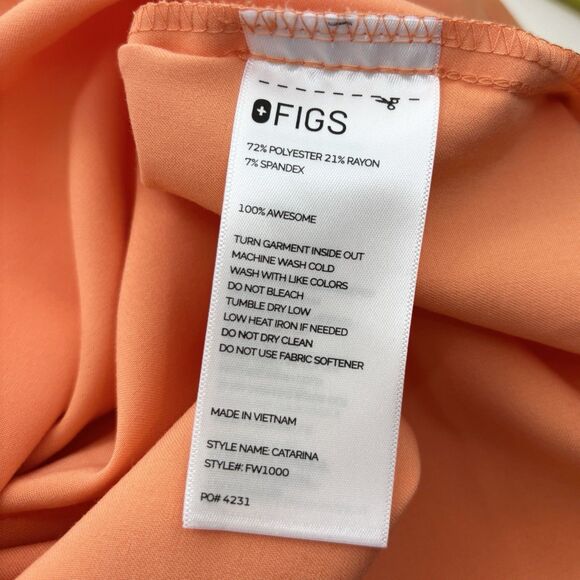 FIGS
72% POLYESTER 21% RAYON
7% SPANDEX
100% AWESOME
TURN GARMENT INSIDE OUT
MACHINE WASH COLD
WASH WITH LIKE COLORS
DO NOT BLEACH
TUMBLE DRY LOW
LOW HEAT IRON IF NEEDED
DO NOT DRY CLEAN
DO NOT USE FABRIC SOFTENER
MADE IN VIETNAM
STYLE NAME: CATARINA
STYLE#: FW1000
PO# 4231